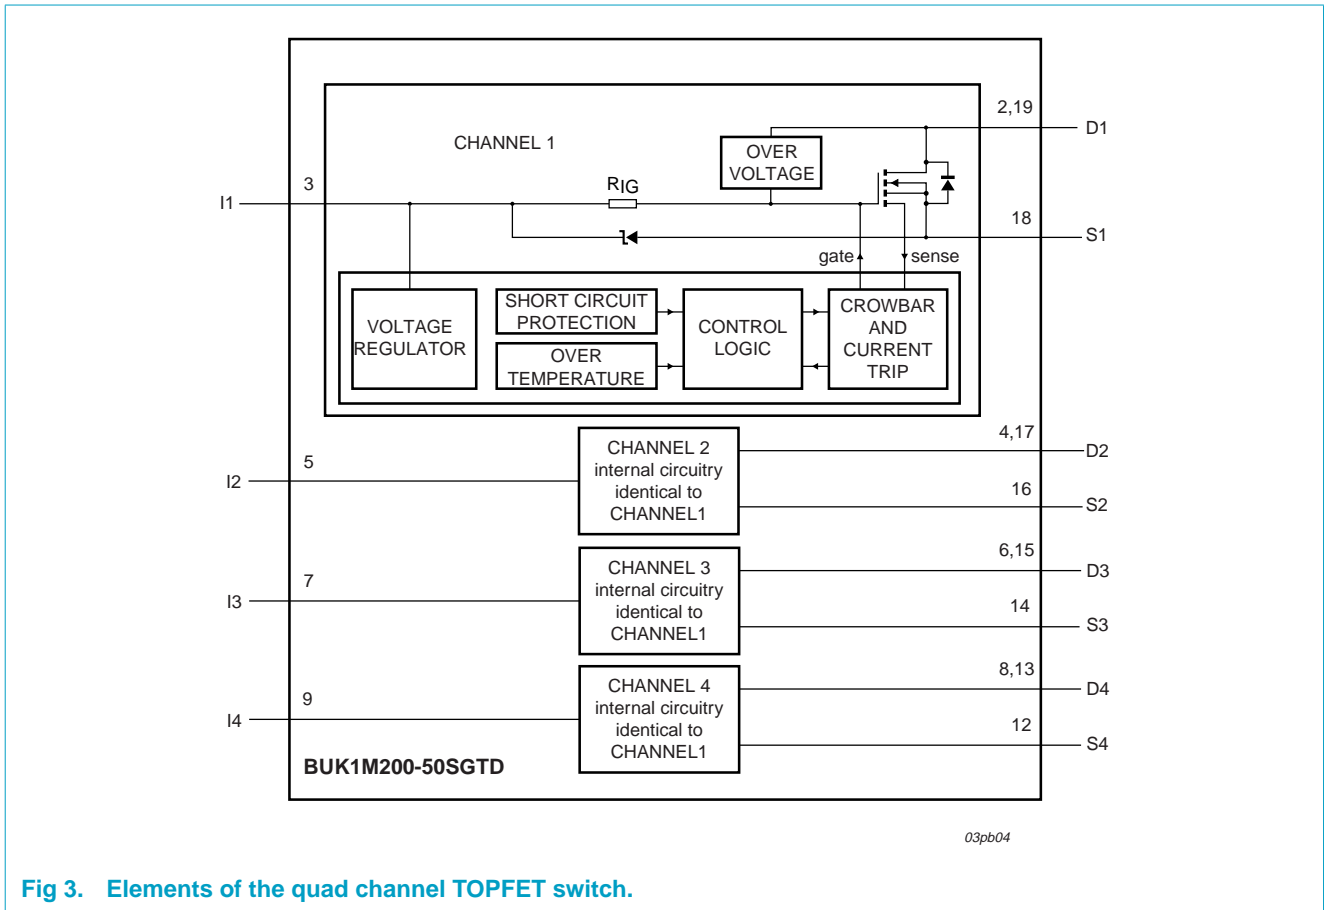 2,19
D1
CHANNEL 1
OVER
VOLTAGE
3
RIG
I1
18
S1
gate
sense
VOLTAGE
REGULATOR
SHORT CIRCUIT
PROTECTION
OVER
TEMPERATURE
CONTROL
LOGIC
CROWBAR
AND
CURRENT
TRIP
4,17
D2
5
I2
CHANNEL 2
internal circuitry
identical to
CHANNEL1
16
S2
6,15
D3
7
I3
CHANNEL 3
internal circuitry
identical to
CHANNEL1
14
S3
8,13
D4
9
I4
CHANNEL 4
internal circuitry
identical to
CHANNEL1
12
S4
BUK1M200-50SGTD
03pb04
Fig 3. Elements of the quad channel TOPFET switch.